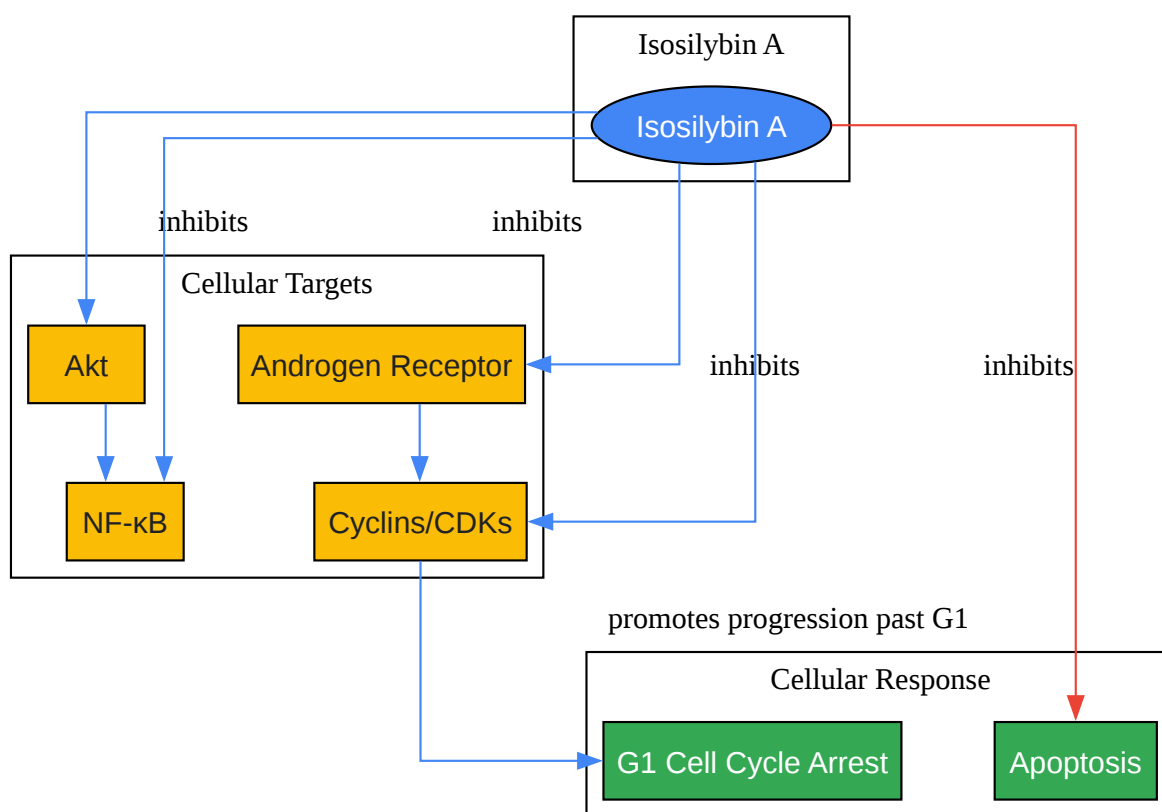 Isosilybin A
Isosilybin A
inhibits
inhibits
Cellular Targets
Akt
Androgen Receptor
inhibits
inhibits
NF-κB
Cyclins/CDKs
promotes progression past G1
Cellular Response
G1 Cell Cycle Arrest
Apoptosis